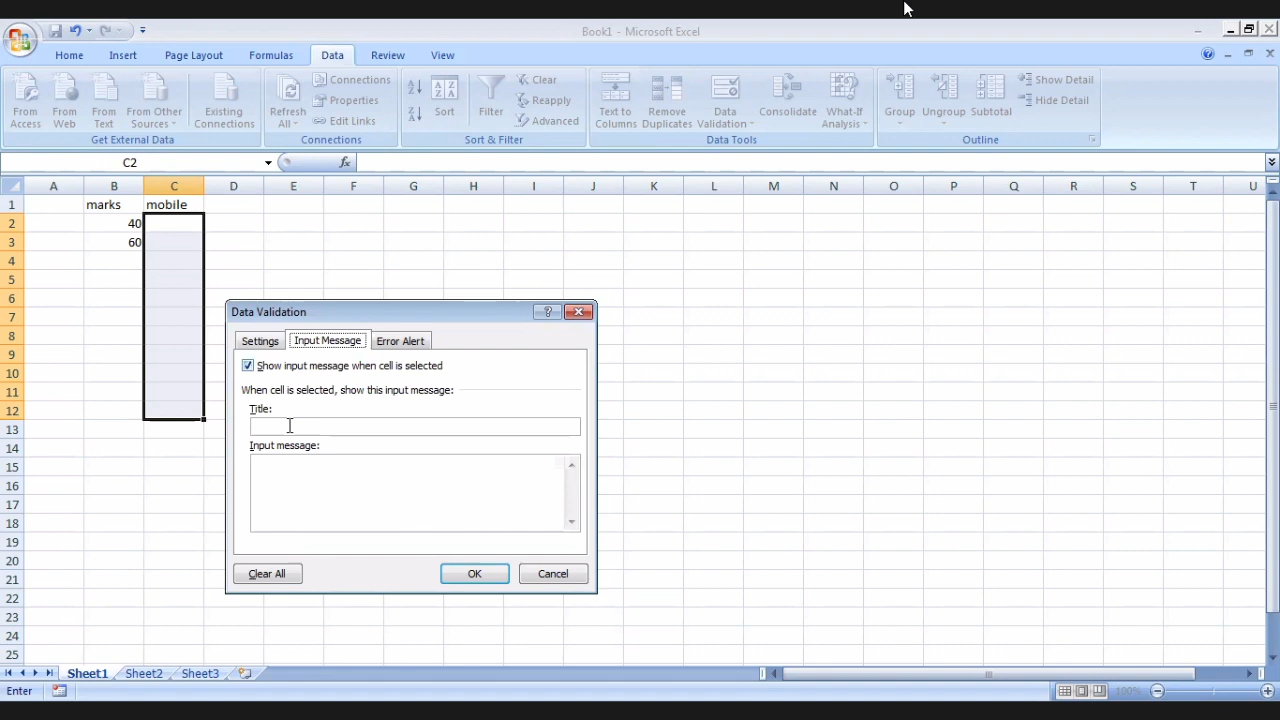 Book1 - Microsoft Excel
Home Insert Page Layout Formulas Data Review View
From Access
From Web
From Text
From Other Sources
Existing Connections
Get External Data
Refresh All
Connections
Properties
Edit Links
Connections
Sort
Filter
Clear
Reapply
Advanced
Sort & Filter
Text to Columns
Remove Duplicates
Data Validation
Consolidate
What-If Analysis
Data Tools
Group
Ungroup
Subtotal
Show Detail
Hide Detail
Outline
C2 fx
A B C D E F G H I J K L M N O P Q R S T U
1 marks mobile
2 40
3 60
4
5
6
7
8
9
10
11
12
13
14
15
16
17
18
19
20
21
22
23
24
25
Data Validation
Settings Input Message Error Alert
Show input message when cell is selected
When cell is selected, show this input message:
Title:
Input message:
Clear All OK Cancel
Sheet1 Sheet2 Sheet3
Enter 100%